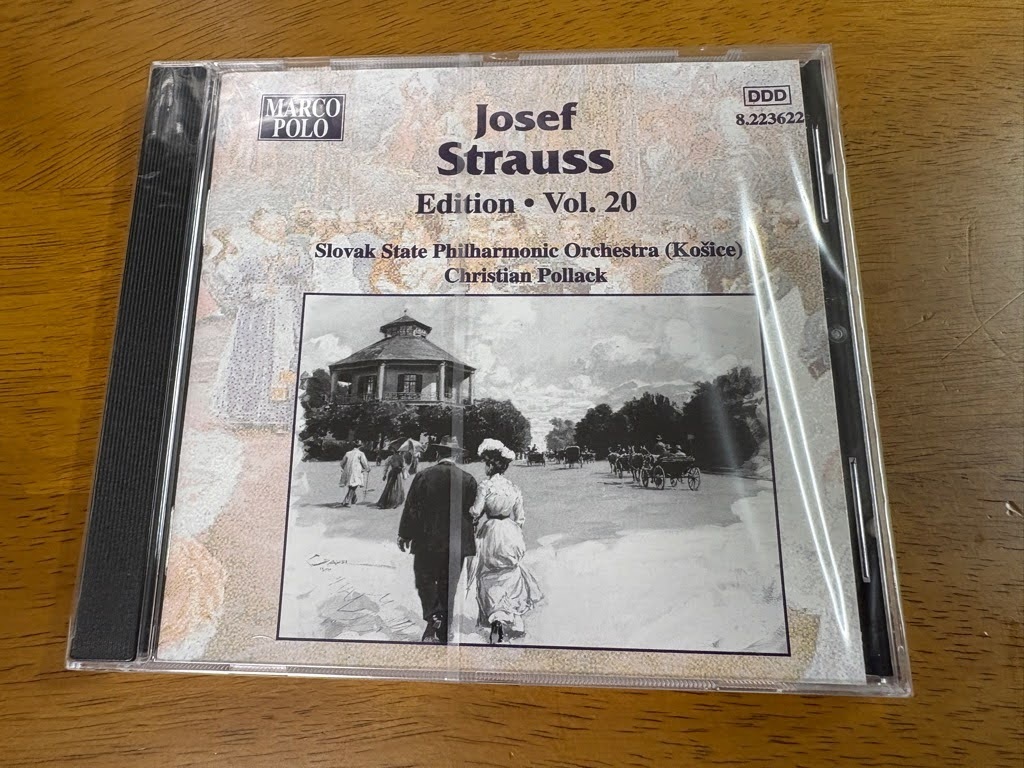 MARCO
POLO
DDD
8.223622
Josef
Strauss
Edition • Vol. 20
Slovak State Philharmonic Orchestra (Košice)
Christian Pollack